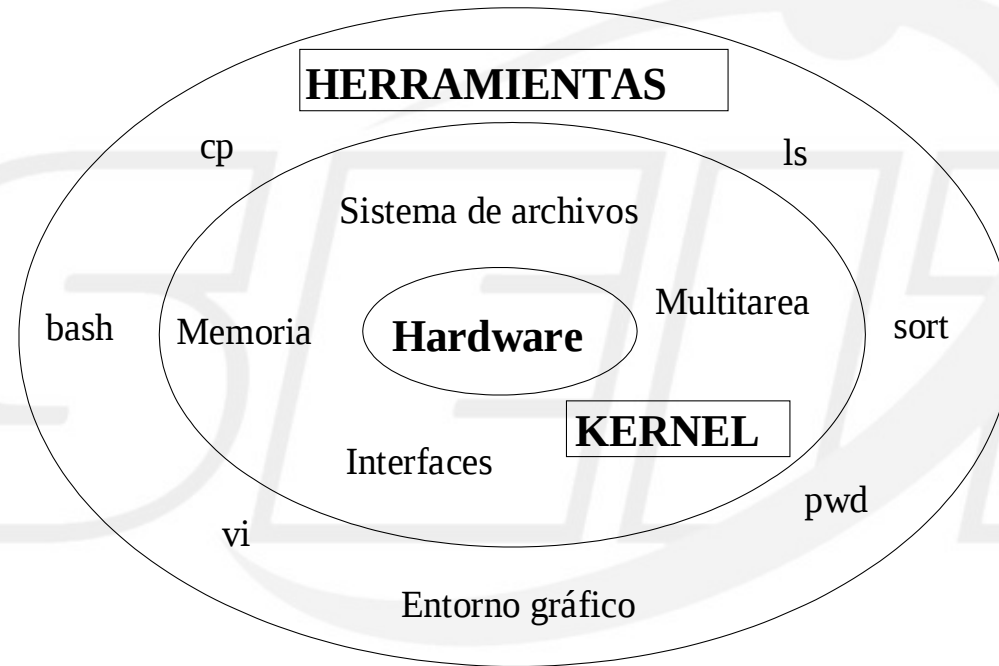 HERRAMIENTAS
cp
ls
Sistema de archivos
Multitarea
bash
Memoria
Hardware
sort
KERNEL
Interfaces
pwd
vi
Entorno gráfico